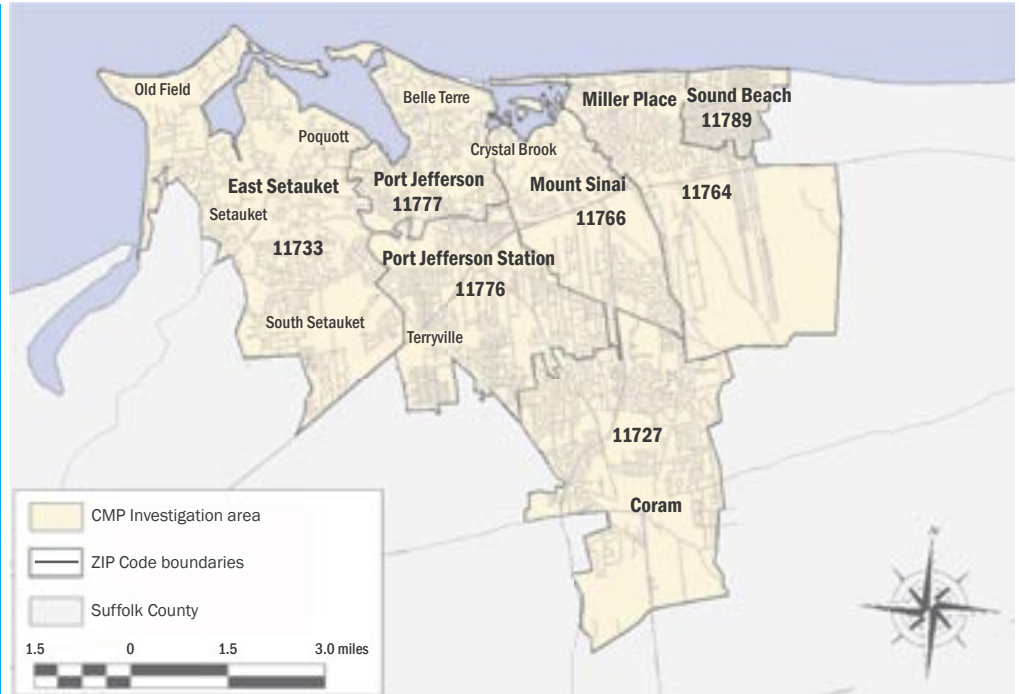 Old Field
Belle Terre
Miller Place
Sound Beach
11789
Poquott
Crystal Brook
East Setauket
Port Jefferson
11777
Mount Sinai
11764
Setauket
11766
11733
Port Jefferson Station
11776
South Setauket
Terryville
11727
Coram
CMP Investigation area
ZIP Code boundaries
Suffolk County
1.5 0 1.5 3.0 miles
N